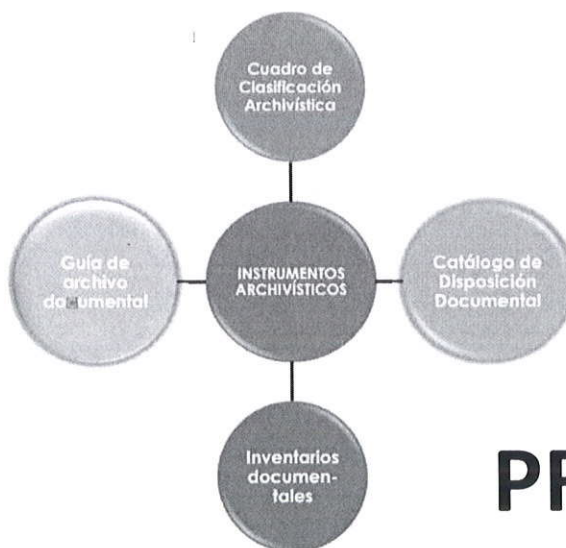 Cuadro de
Clasificación
Archivística
Guía de
archivo
documental
INSTRUMENTOS
ARCHIVÍSTICOS
Catálogo de
Disposición
Documental
Inventarios
documen-
tales